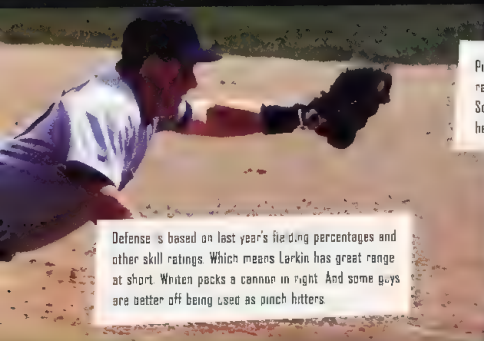 Defense is based on last year's fielding percentages and
other skill ratings. Which means Larkin has great range
at short. Whiten packs a cannon in right. And some guys
are better off being used as pinch hitters.